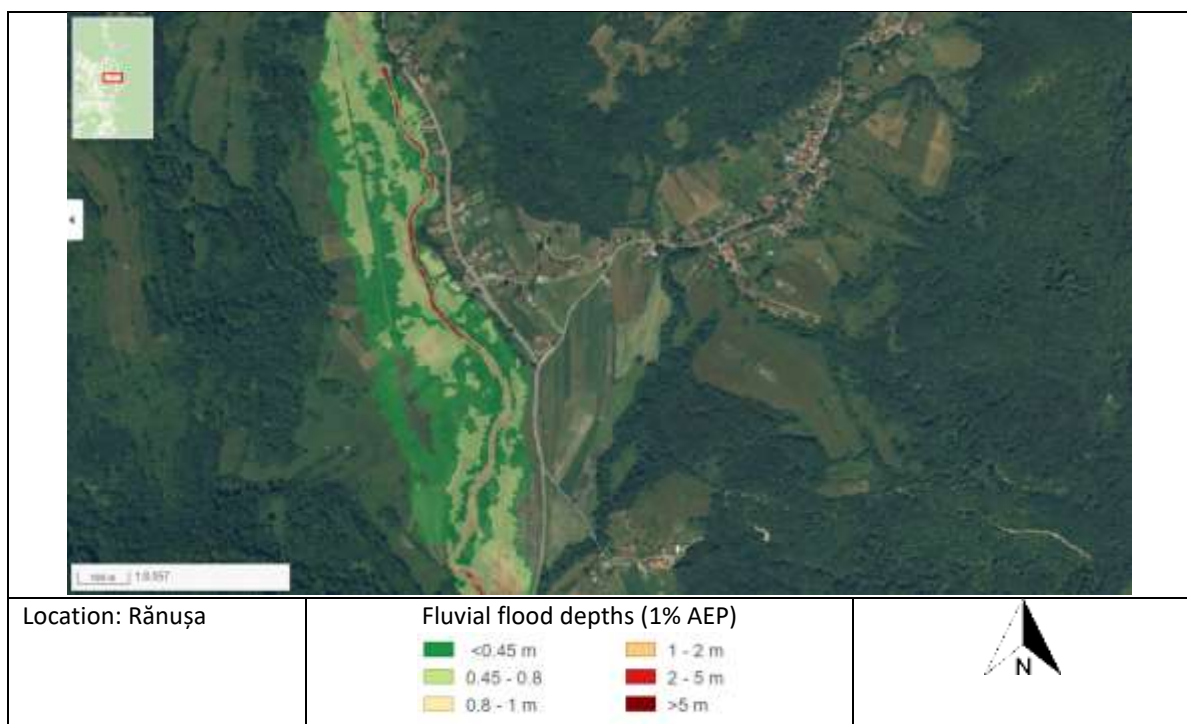 Location: Rănușa
Fluvial flood depths (1% AEP)
<0.45 m
0.45 - 0.8
0.8 - 1 m
1 - 2 m
2 - 5 m
>5 m
N